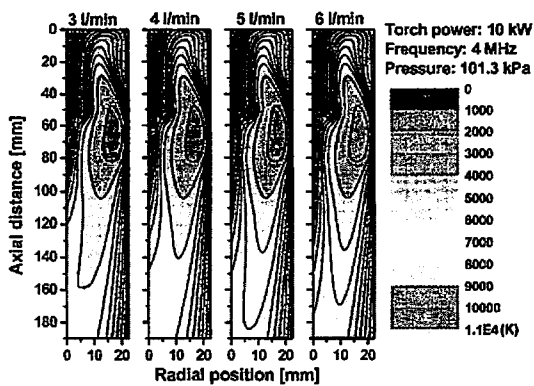 3 l/min 4 l/min 5 l/min 6 l/min
Torch power: 10 kW
Frequency: 4 MHz
Pressure: 101.3 kPa
0
20
40
60
80
100
120
140
160
180
Axial distance [mm]
0
1000
2000
3000
4000
5000
6000
7000
8000
9000
10000
1.1E4(K)
0 10 20 0 10 20 0 10 20 0 10 20
Radial position [mm]